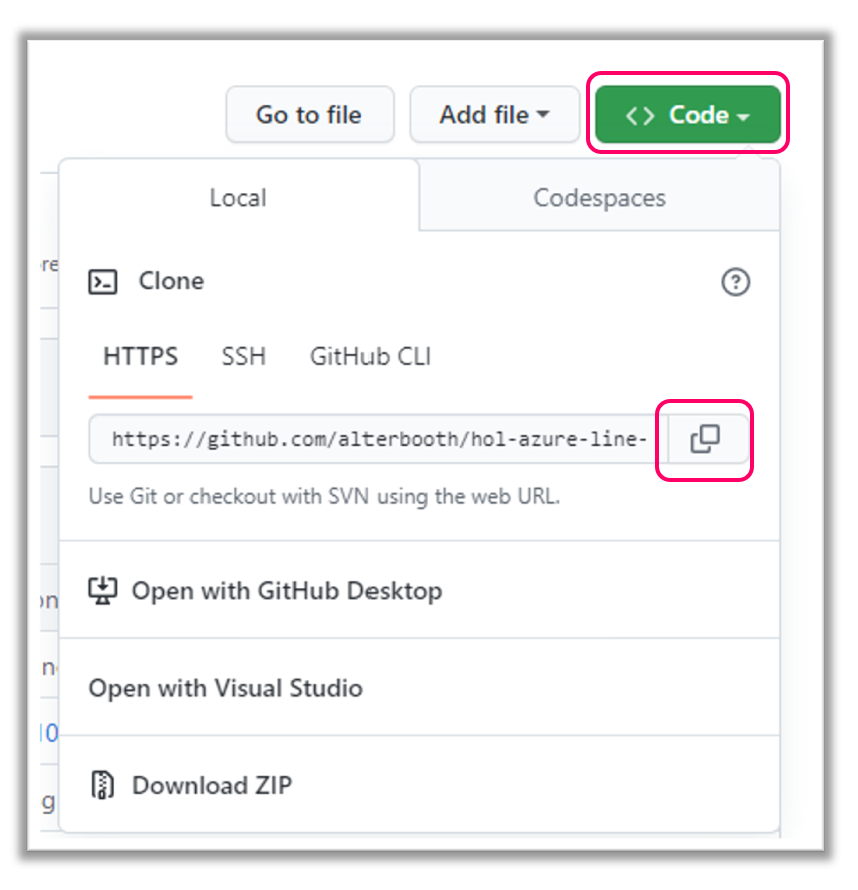 Go to file
Add file
<> Code
Local
Codespaces
Clone
HTTPS
SSH
GitHub CLI
https://github.com/alterbooth/hol-azure-line-
Use Git or checkout with SVN using the web URL.
Open with GitHub Desktop
Open with Visual Studio
Download ZIP